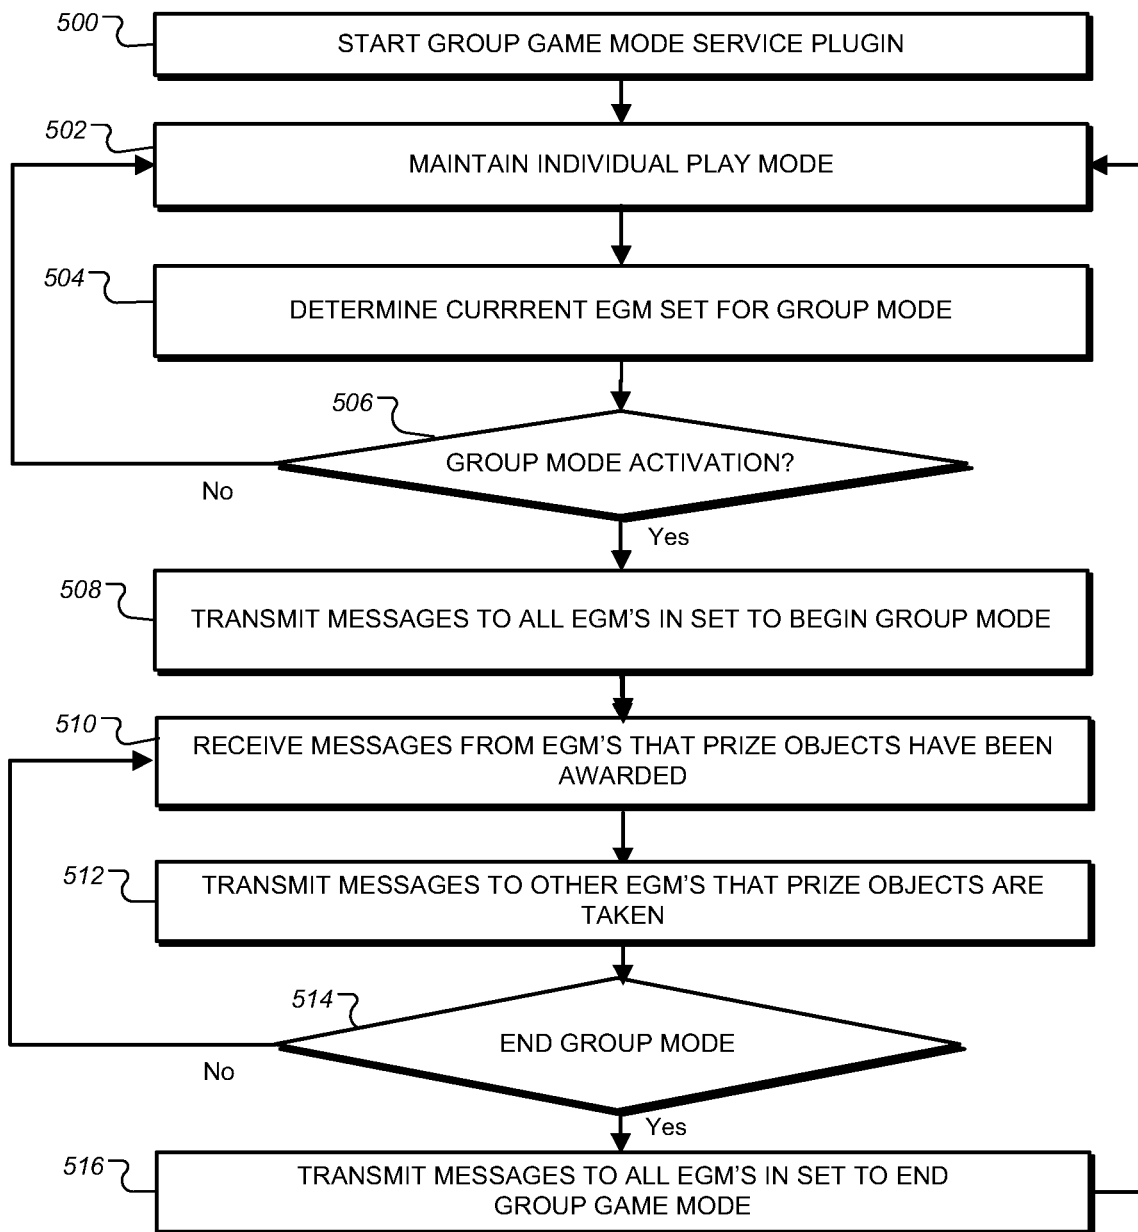 500
START GROUP GAME MODE SERVICE PLUGIN
502
MAINTAIN INDIVIDUAL PLAY MODE
504
DETERMINE CURRRENT EGM SET FOR GROUP MODE
506
GROUP MODE ACTIVATION?
No
Yes
508
TRANSMIT MESSAGES TO ALL EGM'S IN SET TO BEGIN GROUP MODE
510
RECEIVE MESSAGES FROM EGM'S THAT PRIZE OBJECTS HAVE BEEN
AWARDED
512
TRANSMIT MESSAGES TO OTHER EGM'S THAT PRIZE OBJECTS ARE
TAKEN
514
END GROUP MODE
No
Yes
516
TRANSMIT MESSAGES TO ALL EGM'S IN SET TO END
GROUP GAME MODE